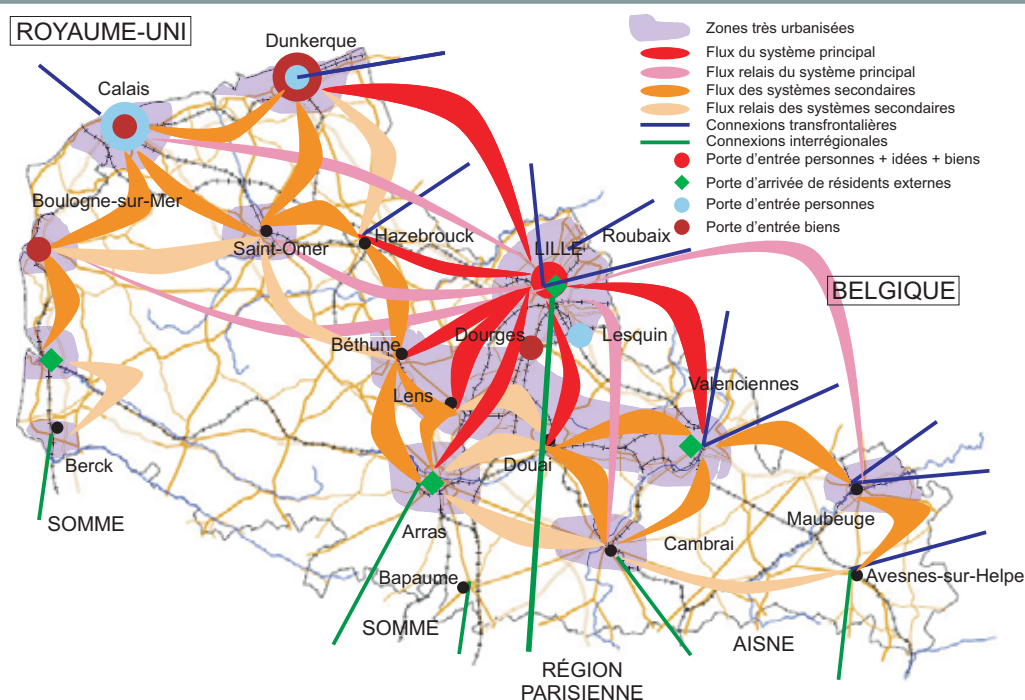 ROYAUME-UNI
Dunkerque
Calais
Boulogne-sur-Mer
Saint-Omer
Hazebrouck
LILLE
Roubaix
BELGIQUE
Béthune
Dourges
Lesquin
Lens
Valenciennes
Berck
Douai
SOMME
Arras
Cambrai
Maubeuge
Bapaume
Avesnes-sur-Helpe
SOMME
AISNE
RÉGION
PARISIENNE
Zones très urbanisées
Flux du système principal
Flux relais du système principal
Flux des systèmes secondaires
Flux relais des systèmes secondaires
Connexions transfrontalières
Connexions interrégionales
Porte d'entrée personnes + idées + biens
Porte d'arrivée de résidents externes
Porte d'entrée personnes
Porte d'entrée biens